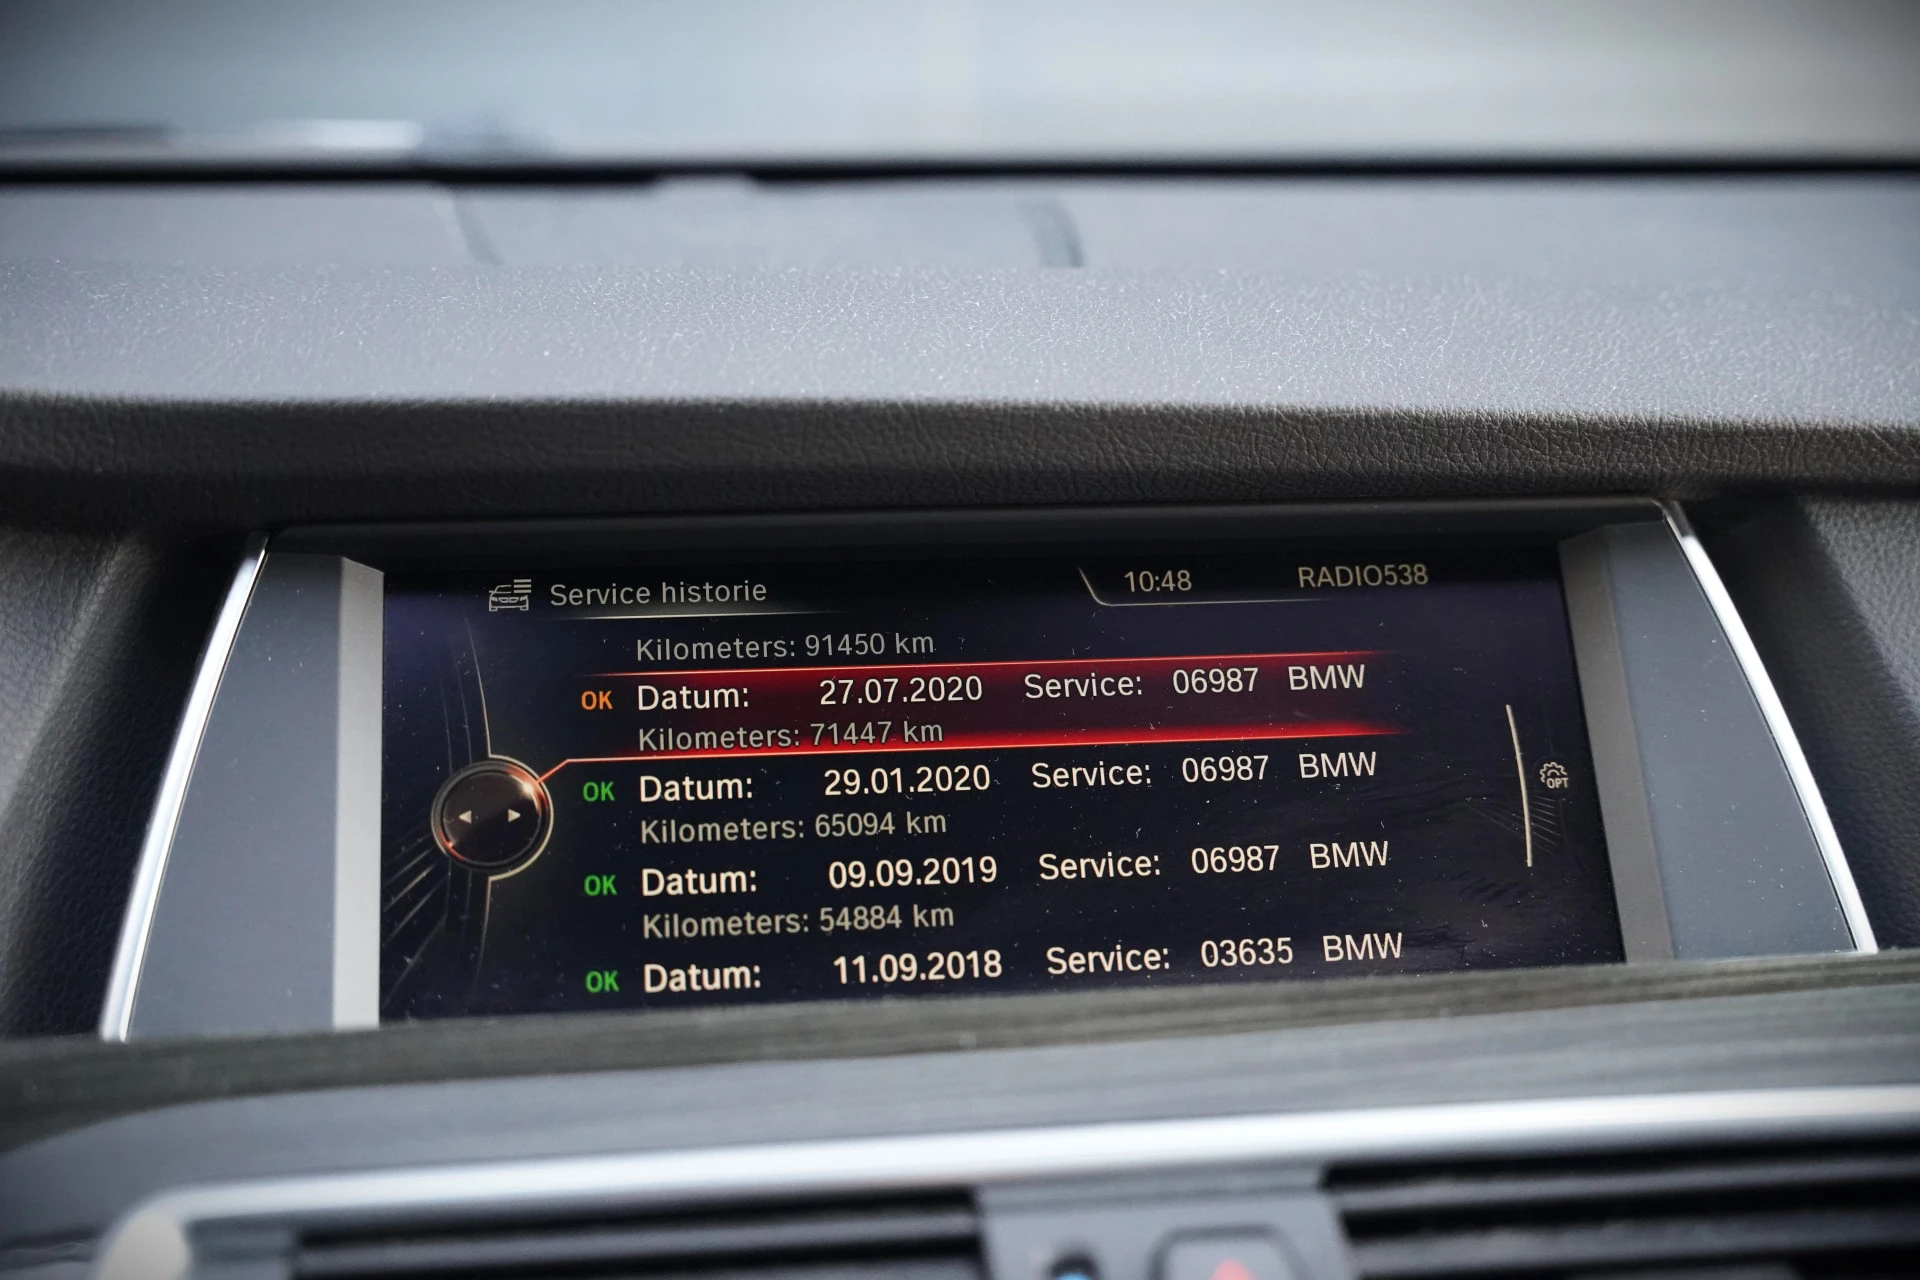 Service historie 10:48 RADIO538
Kilometers: 91450 km
OK Datum: 27.07.2020 Service: 06987 BMW
Kilometers: 71447 km
OK Datum: 29.01.2020 Service: 06987 BMW
Kilometers: 65094 km
OPT
OK Datum: 09.09.2019 Service: 06987 BMW
Kilometers: 54884 km
OK Datum: 11.09.2018 Service: 03635 BMW